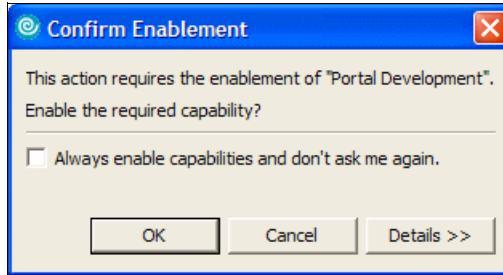 Confirm Enablement
This action requires the enablement of "Portal Development".
Enable the required capability?
Always enable capabilities and don't ask me again.
OK Cancel Details >>